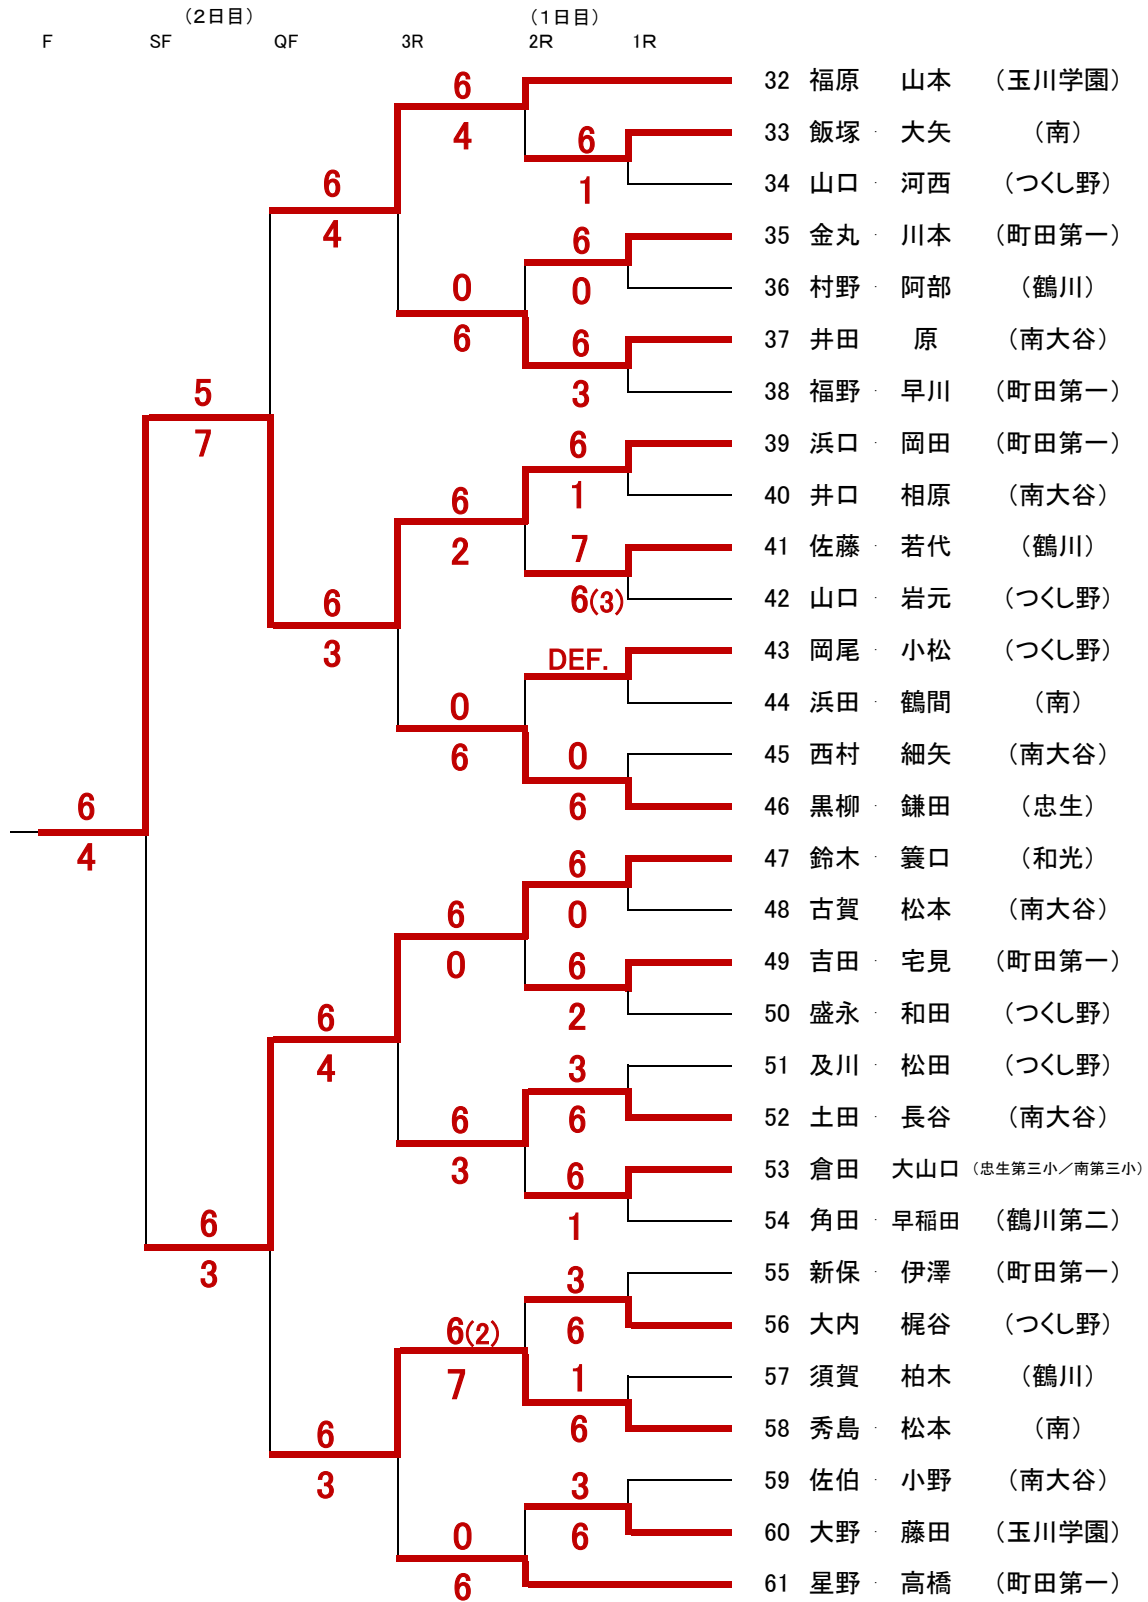 （２日目） （１日目）
F SF QF 3R 2R 1R
32 福原 山本 （玉川学園）
6
4
33 飯塚 · 大矢 （南）
6
1
34 山口 · 河西 （つくし野）
6
4
35 金丸 · 川本 （町田第一）
6
0
36 村野 · 阿部 （鶴川）
0
6
37 井田 原 （南大谷）
6
3
38 福野 · 早川 （町田第一）
5
7
39 浜口 · 岡田 （町田第一）
6
1
40 井口 相原 （南大谷）
6
2
41 佐藤 · 若代 （鶴川）
7
6(3)
42 山口 · 岩元 （つくし野）
6
3
43 岡尾 · 小松 （つくし野）
DEF.
44 浜田 · 鶴間 （南）
0
6
45 西村 細矢 （南大谷）
0
6
46 黒柳 · 鎌田 （忠生）
6
4
47 鈴木 · 簑口 （和光）
6
0
48 古賀 松本 （南大谷）
6
0
49 吉田 · 宅見 （町田第一）
6
2
50 盛永 · 和田 （つくし野）
6
4
51 及川 · 松田 （つくし野）
3
6
52 土田 · 長谷 （南大谷）
6
3
53 倉田 大山口 （忠生第三小／南第三小）
6
1
54 角田 · 早稲田 （鶴川第二）
6
3
55 新保 · 伊澤 （町田第一）
3
6
56 大内 梶谷 （つくし野）
6(2)
7
57 須賀 柏木 （鶴川）
1
6
58 秀島 · 松本 （南）
6
3
59 佐伯 · 小野 （南大谷）
3
6
60 大野 · 藤田 （玉川学園）
0
6
61 星野 · 高橋 （町田第一）